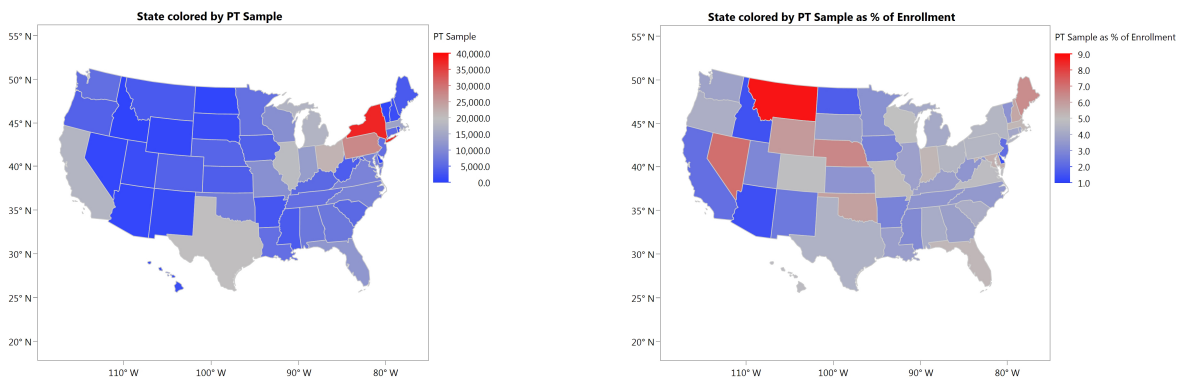 State colored by PT Sample
55° N
50° N
45° N
40° N
35° N
30° N
25° N
20° N
110° W
100° W
90° W
80° W
PT Sample
40,000.0
35,000.0
30,000.0
25,000.0
20,000.0
15,000.0
10,000.0
5,000.0
0.0
State colored by PT Sample as % of Enrollment
55° N
50° N
45° N
40° N
35° N
30° N
25° N
20° N
110° W
100° W
90° W
80° W
PT Sample as % of Enrollment
9.0
8.0
7.0
6.0
5.0
4.0
3.0
2.0
1.0